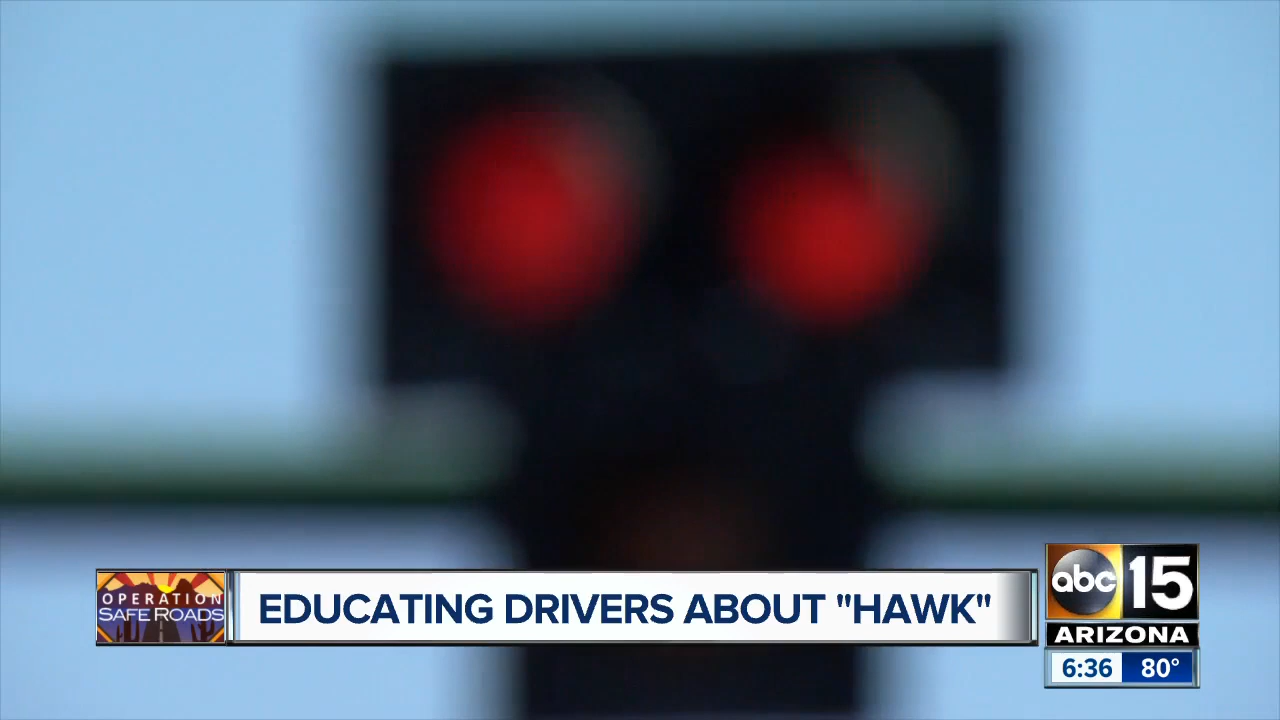 OPERATION
SAFE ROADS
EDUCATING DRIVERS ABOUT "HAWK"
abc 15
ARIZONA
6:36 80°